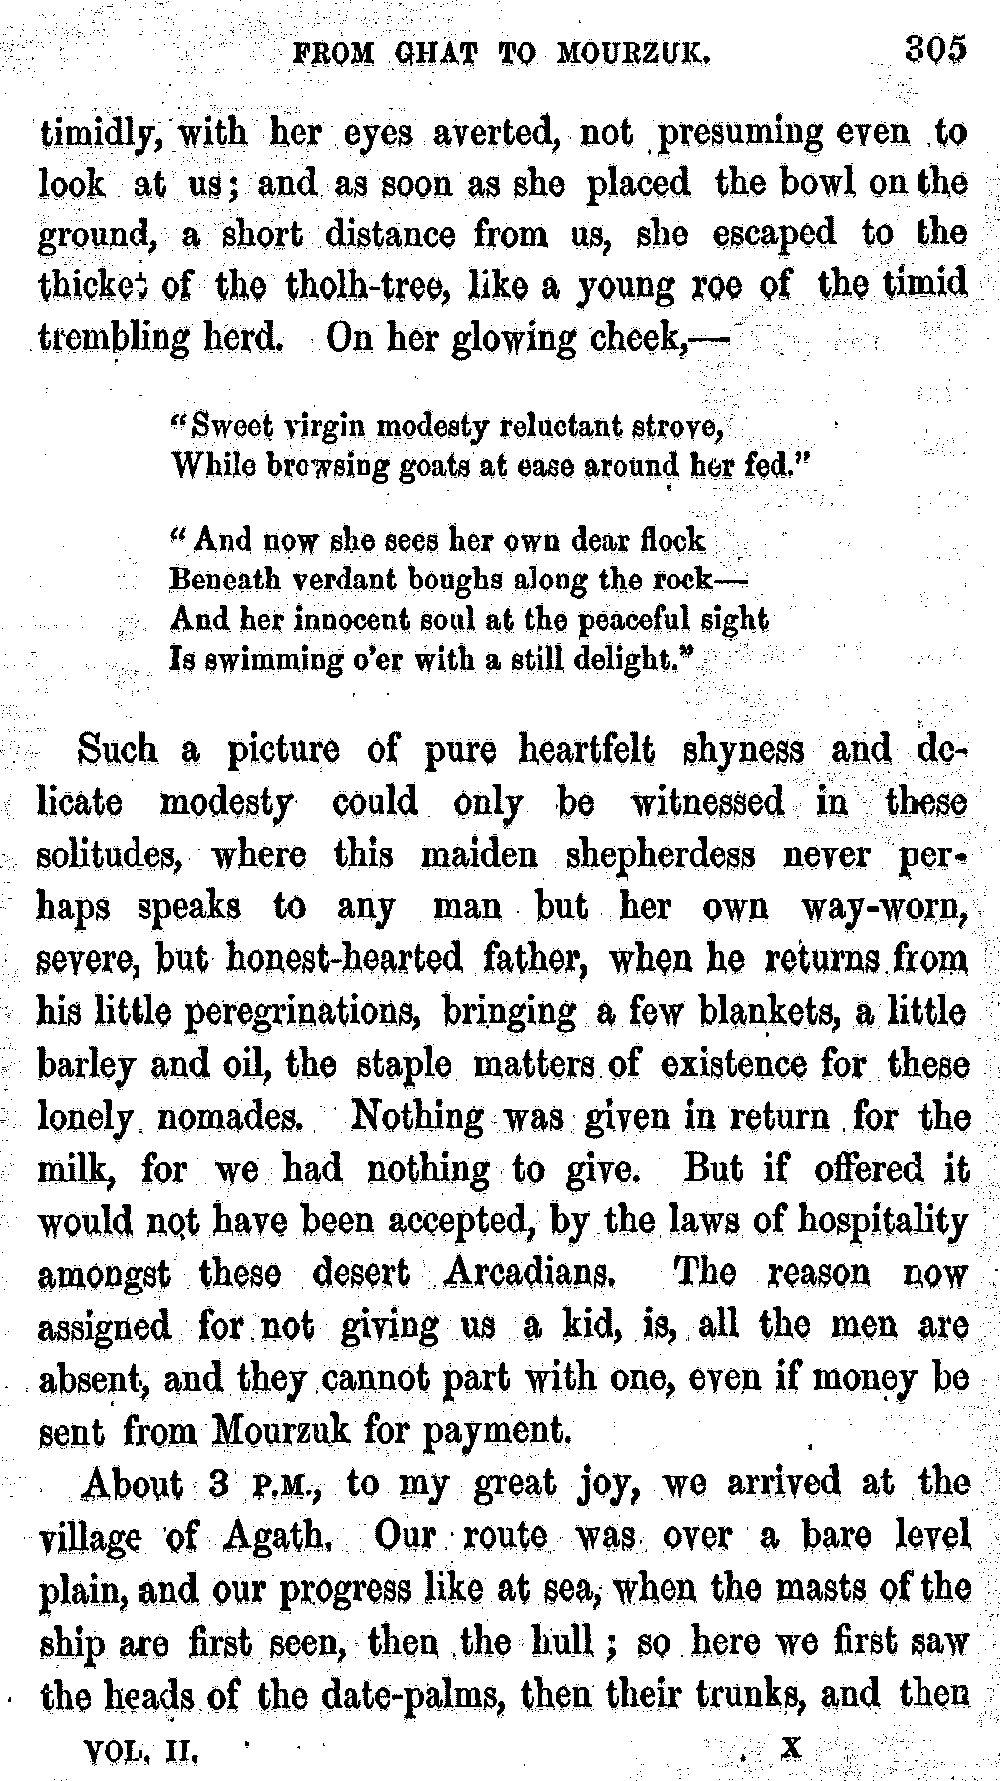 FROM GHAT TO MOURZUK. 305
timidly, with her eyes averted, not presuming even to
look at us; and as soon as she placed the bowl on the
ground, a short distance from us, she escaped to the
thicket of the tholh-tree, like a young roe of the timid
trembling herd. On her glowing cheek,—
"Sweet virgin modesty reluctant strove,
While browsing goats at ease around her fed."
"And now she sees her own dear flock
Beneath verdant boughs along the rock—
And her innocent soul at the peaceful sight
Is swimming o'er with a still delight."
Such a picture of pure heartfelt shyness and de-
licate modesty could only be witnessed in these
solitudes, where this maiden shepherdess never per-
haps speaks to any man but her own way-worn,
severe, but honest-hearted father, when he returns from
his little peregrinations, bringing a few blankets, a little
barley and oil, the staple matters of existence for these
lonely nomades. Nothing was given in return for the
milk, for we had nothing to give. But if offered it
would not have been accepted, by the laws of hospitality
amongst these desert Arcadians. The reason now
assigned for not giving us a kid, is, all the men are
absent, and they cannot part with one, even if money be
sent from Mourzuk for payment.
About 3 P.M., to my great joy, we arrived at the
village of Agath. Our route was over a bare level
plain, and our progress like at sea, when the masts of the
ship are first seen, then the hull; so here we first saw
the heads of the date-palms, then their trunks, and then
VOL. II. X